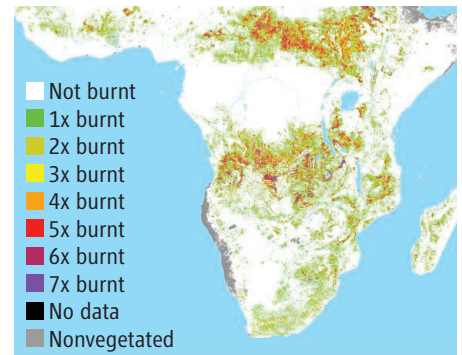 Not burnt
1x burnt
2x burnt
3x burnt
4x burnt
5x burnt
6x burnt
7x burnt
No data
Nonvegetated